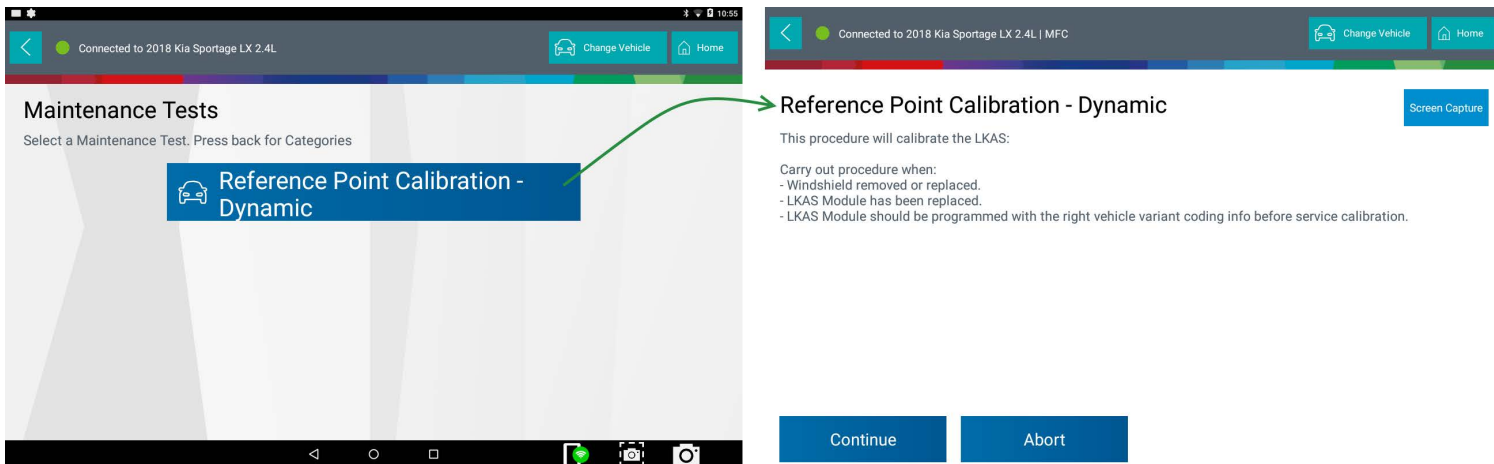 10:55
Connected to 2018 Kia Sportage LX 2.4L
Change Vehicle
Home
Maintenance Tests
Select a Maintenance Test. Press back for Categories
Reference Point Calibration -
Dynamic
Connected to 2018 Kia Sportage LX 2.4L | MFC
Change Vehicle
Home
Reference Point Calibration - Dynamic
Screen Capture
This procedure will calibrate the LKAS:
Carry out procedure when:
- Windshield removed or replaced.
- LKAS Module has been replaced.
- LKAS Module should be programmed with the right vehicle variant coding info before service calibration.
Continue
Abort